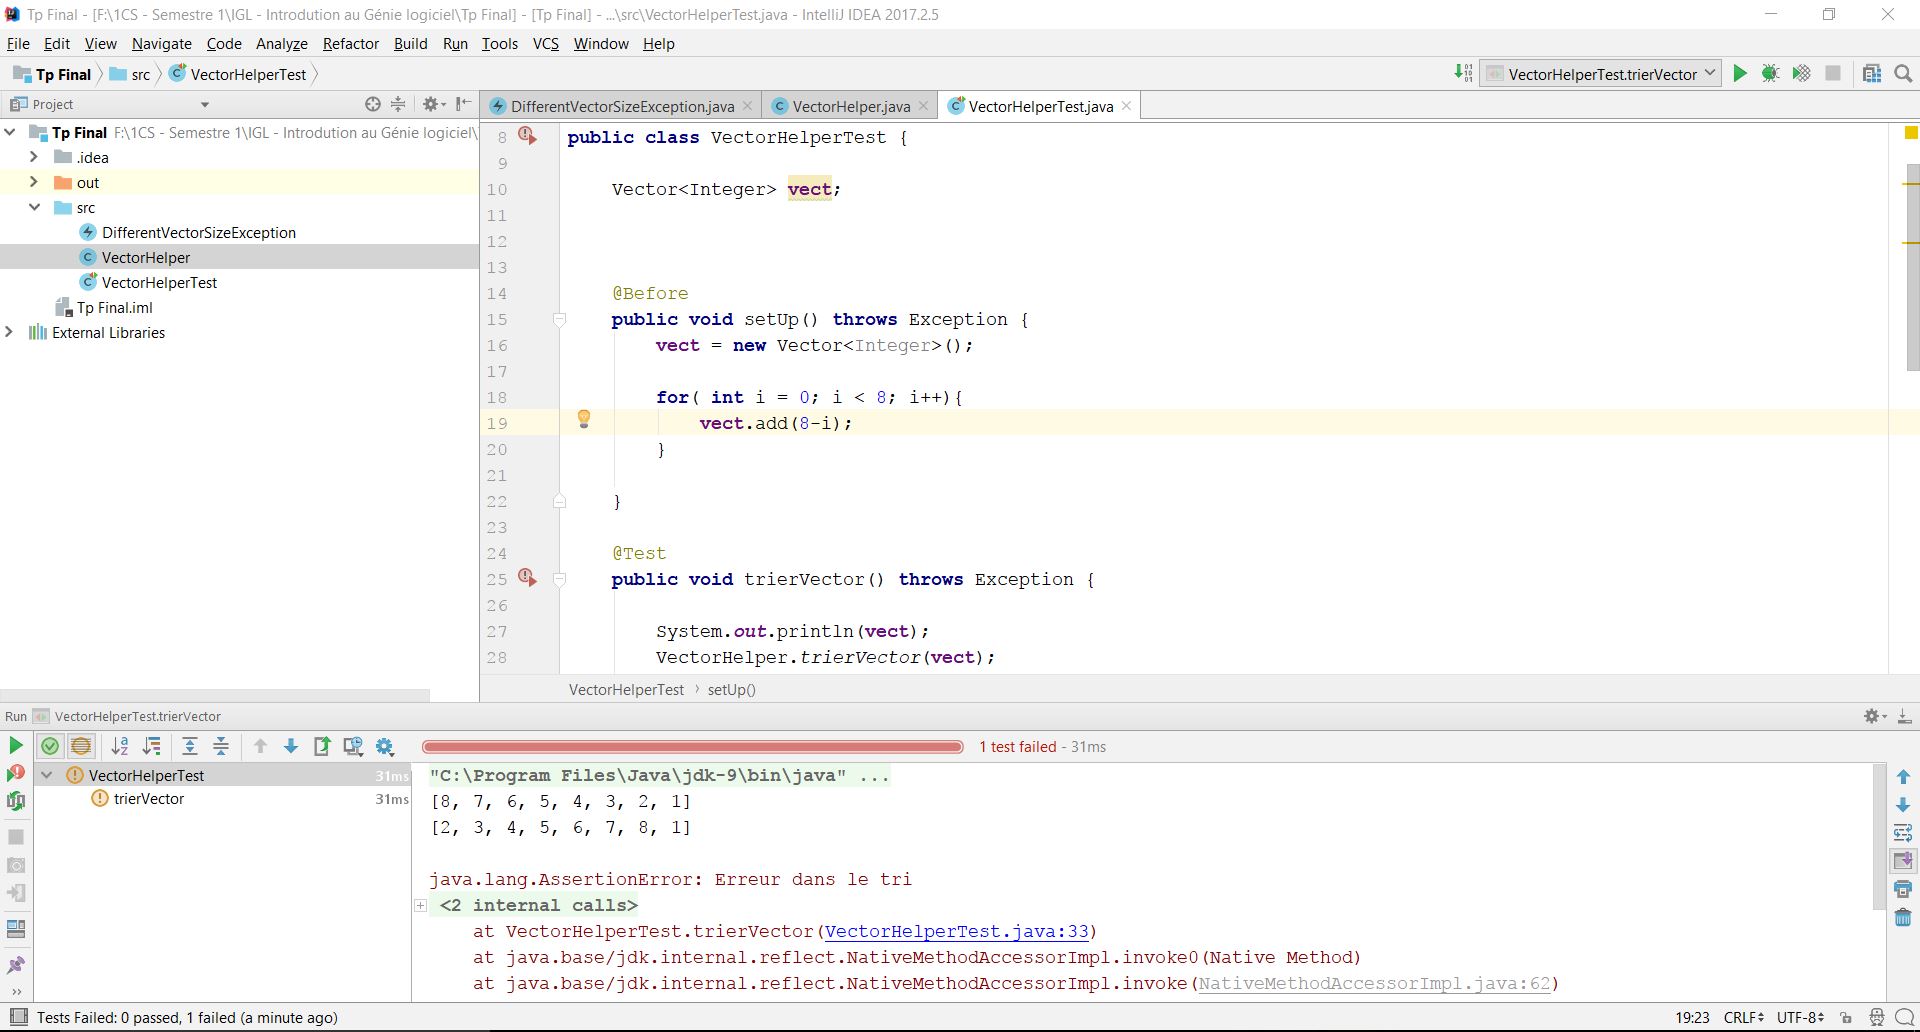 Tp Final - [F:\1CS - Semestre 1\IGL - Introdution au Génie logiciel\Tp Final] - [Tp Final] - ...\src\VectorHelperTest.java - IntelliJ IDEA 2017.2.5
File Edit View Navigate Code Analyze Refactor Build Run Tools VCS Window Help
Tp Final src VectorHelperTest
VectorHelperTest.trierVector
Project
DifferentVectorSizeException.java VectorHelper.java VectorHelperTest.java
Tp Final F:\1CS - Semestre 1\IGL - Introdution au Génie logiciel\
.idea
out
src
DifferentVectorSizeException
VectorHelper
VectorHelperTest
Tp Final.iml
External Libraries
8 public class VectorHelperTest {
9
10 Vector<Integer> vect;
11
12
13
14 @Before
15 public void setUp() throws Exception {
16 vect = new Vector<Integer>();
17
18 for( int i = 0; i < 8; i++){
19 vect.add(8-i);
20 }
21
22 }
23
24 @Test
25 public void trierVector() throws Exception {
26
27 System.out.println(vect);
28 VectorHelper.trierVector(vect);
VectorHelperTest › setUp()
Run VectorHelperTest.trierVector
1 test failed - 31ms
VectorHelperTest 31ms
trierVector 31ms
"C:\Program Files\Java\jdk-9\bin\java" ...
[8, 7, 6, 5, 4, 3, 2, 1]
[2, 3, 4, 5, 6, 7, 8, 1]
java.lang.AssertionError: Erreur dans le tri
<2 internal calls>
at VectorHelperTest.trierVector(VectorHelperTest.java:33)
at java.base/jdk.internal.reflect.NativeMethodAccessorImpl.invoke0(Native Method)
at java.base/jdk.internal.reflect.NativeMethodAccessorImpl.invoke(NativeMethodAccessorImpl.java:62)
Tests Failed: 0 passed, 1 failed (a minute ago)
19:23 CRLF UTF-8